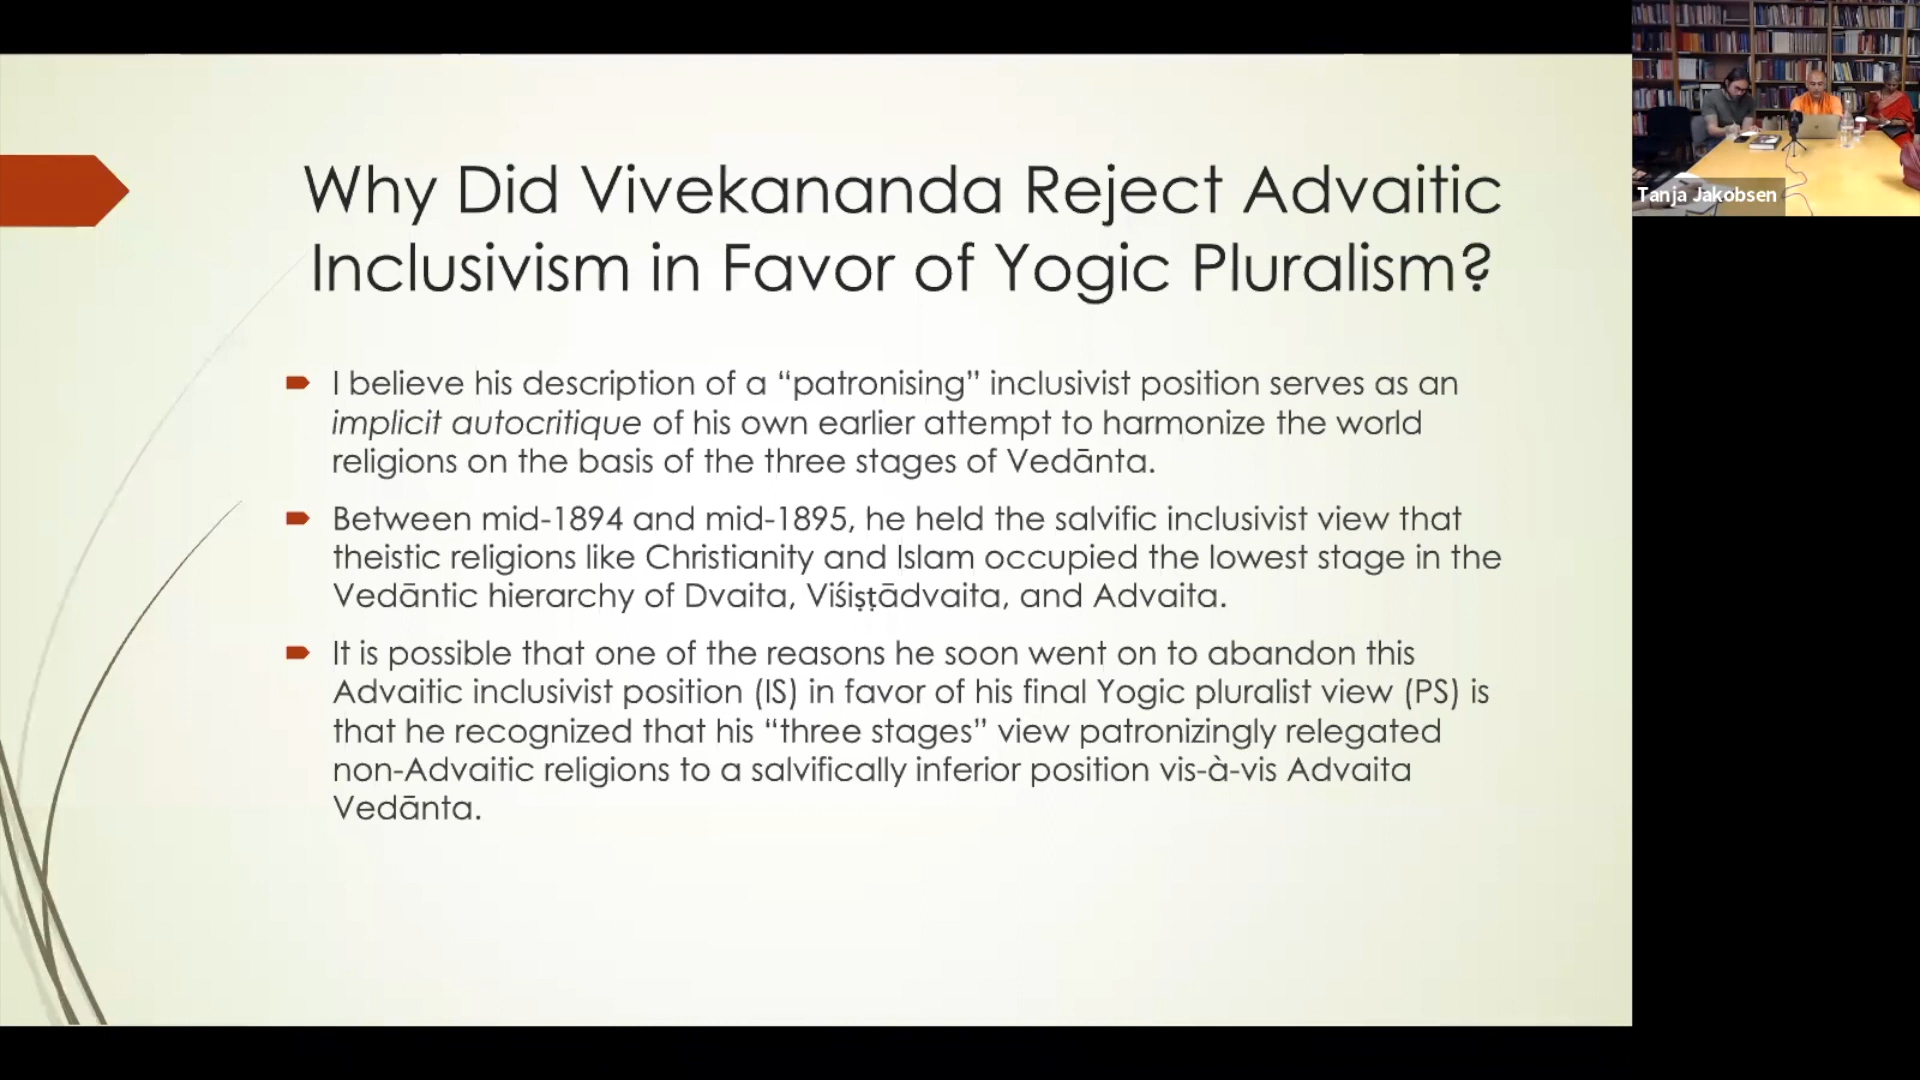 Why Did Vivekananda Reject Advaitic
Inclusivism in Favor of Yogic Pluralism?
I believe his description of a “patronising” inclusivist position serves as an
implicit autocritique of his own earlier attempt to harmonize the world
religions on the basis of the three stages of Vedānta.
Between mid-1894 and mid-1895, he held the salvific inclusivist view that
theistic religions like Christianity and Islam occupied the lowest stage in the
Vedāntic hierarchy of Dvaita, Viśiṣṭādvaita, and Advaita.
It is possible that one of the reasons he soon went on to abandon this
Advaitic inclusivist position (IS) in favor of his final Yogic pluralist view (PS) is
that he recognized that his “three stages” view patronizingly relegated
non-Advaitic religions to a salvifically inferior position vis-à-vis Advaita
Vedānta.
Tanja Jakobsen